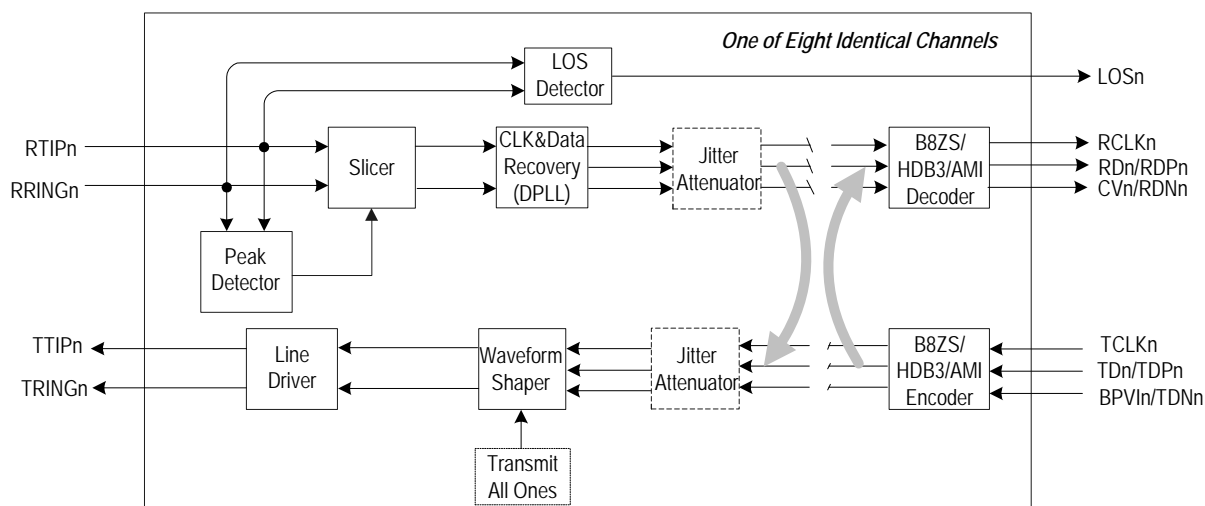 One of Eight Identical Channels
LOS
Detector
LOSn
RTIPn
RRINGn
Slicer
CLK&Data
Recovery
(DPLL)
Jitter
Attenuator
B8ZS/
HDB3/AMI
Decoder
RCLKn
RDn/RDPn
CVn/RDNn
Peak
Detector
TTIPn
TRINGn
Line
Driver
Waveform
Shaper
Jitter
Attenuator
B8ZS/
HDB3/AMI
Encoder
TCLKn
TDn/TDPn
BPVIn/TDNn
Transmit
All Ones